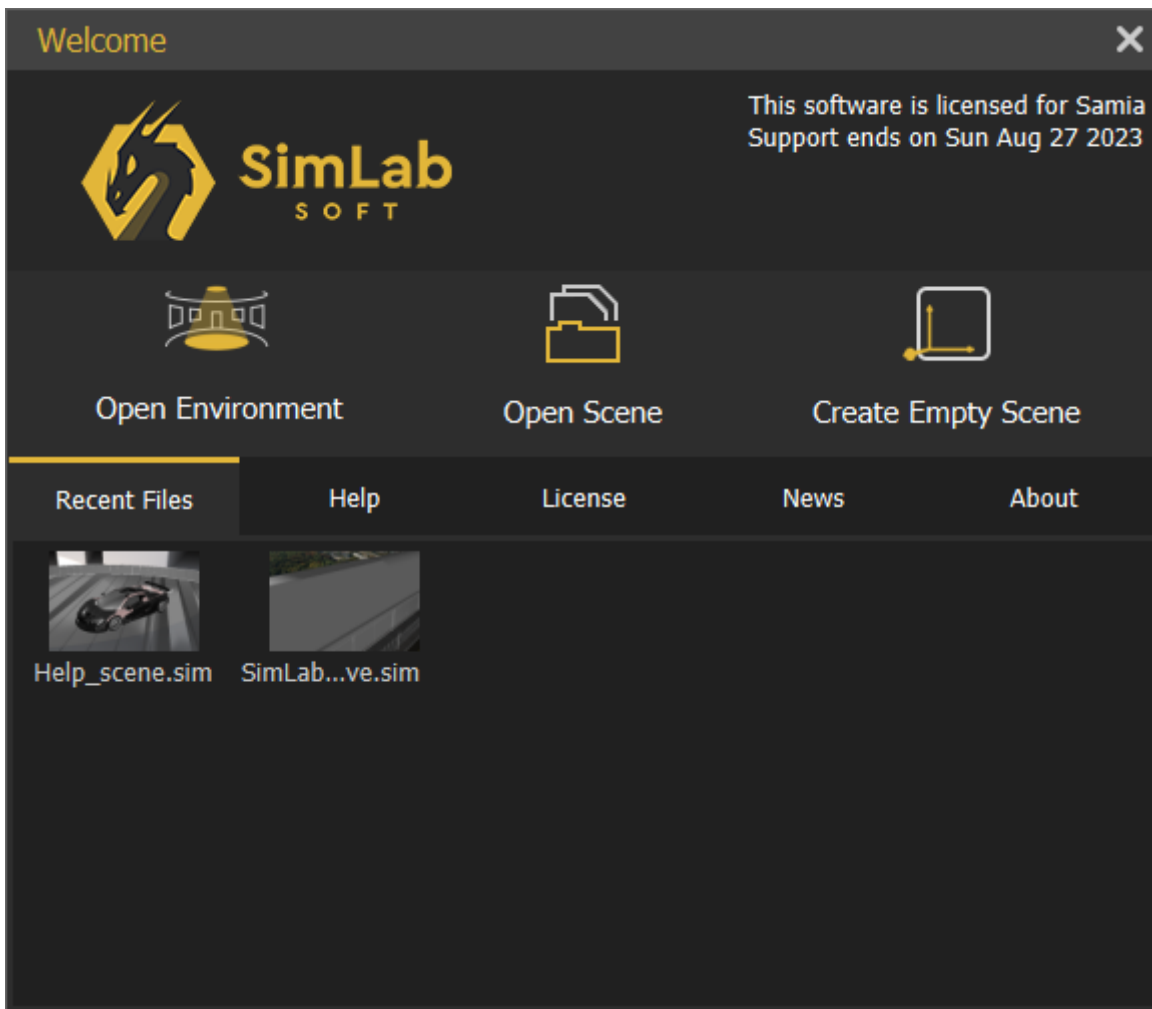 Welcome
This software is licensed for Samia
Support ends on Sun Aug 27 2023
SimLab
SOFT
Open Environment
Open Scene
Create Empty Scene
Recent Files
Help
License
News
About
Help_scene.sim
SimLab...ve.sim